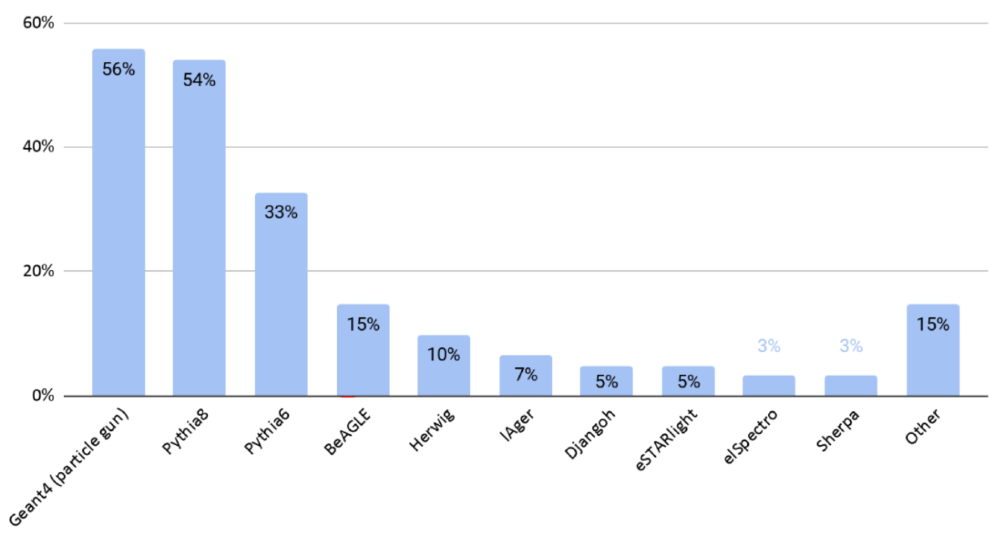 60%
40%
20%
0%
56%
54%
33%
15%
10%
7%
5%
5%
3%
3%
15%
Geant4 (particle gun)
Pythia8
Pythia6
BeAGLE
Herwig
lAger
Djangoh
eSTARlight
elSpectro
Sherpa
Other